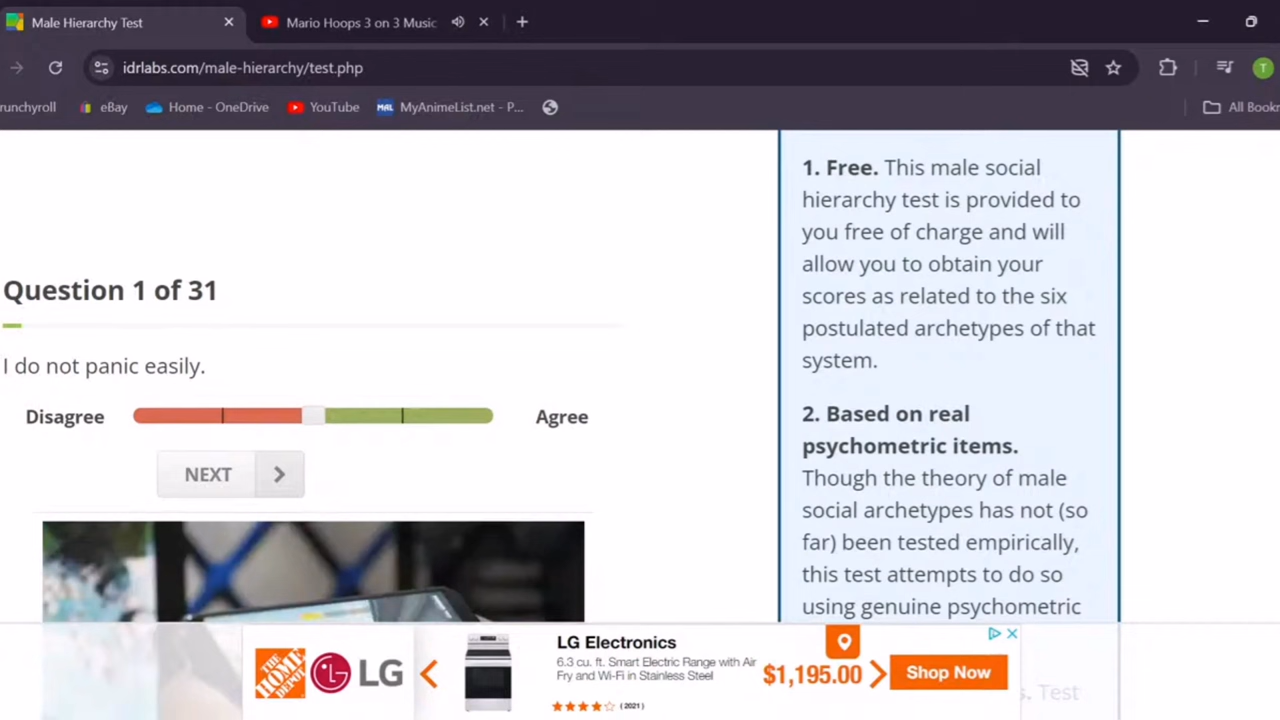 Male Hierarchy Test
Mario Hoops 3 on 3 Music
idrlabs.com/male-hierarchy/test.php
T
runchyroll
eBay
Home - OneDrive
YouTube
MAL
MyAnimeList.net - P...
All Bookr
Question 1 of 31
I do not panic easily.
Disagree
Agree
NEXT
1. Free. This male social
hierarchy test is provided to
you free of charge and will
allow you to obtain your
scores as related to the six
postulated archetypes of that
system.
2. Based on real
psychometric items.
Though the theory of male
social archetypes has not (so
far) been tested empirically,
this test attempts to do so
using genuine psychometric
s. Test
THE HOME DEPOT
LG
LG Electronics
6.3 cu. ft. Smart Electric Range with Air
Fry and Wi-Fi in Stainless Steel
(2021)
$1,195.00
Shop Now